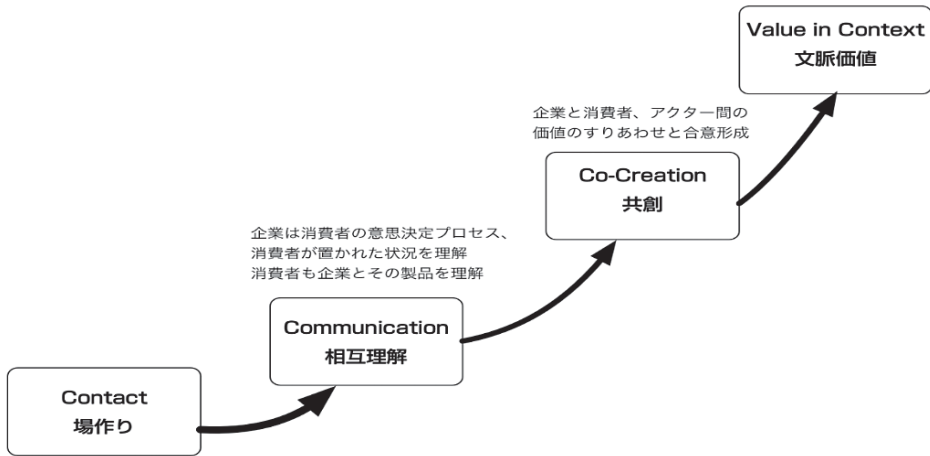 Value in Context
文脈価値
企業と消費者、アクター間の
価値のすりあわせと合意形成
Co-Creation
共創
企業は消費者の意思決定プロセス、
消費者が置かれた状況を理解
消費者も企業とその製品を理解
Communication
相互理解
Contact
場作り